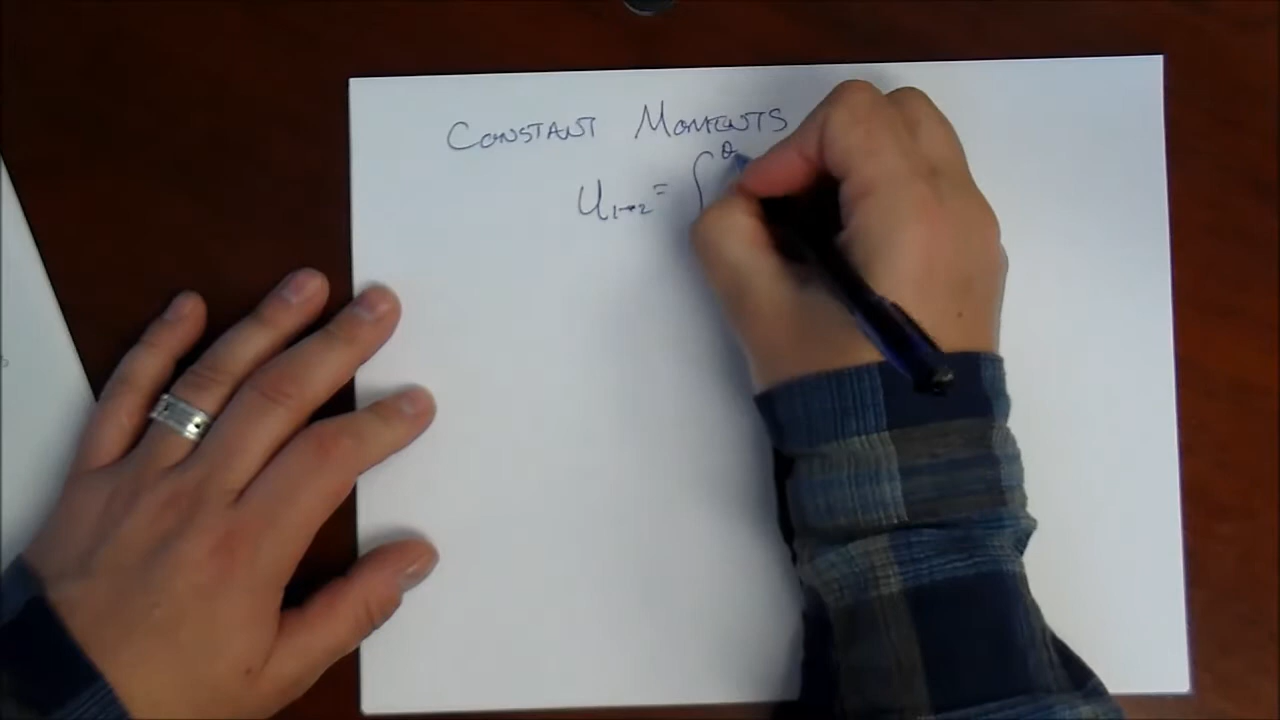 CONSTANT MOMENTS
U₁→₂ = ∫ θ